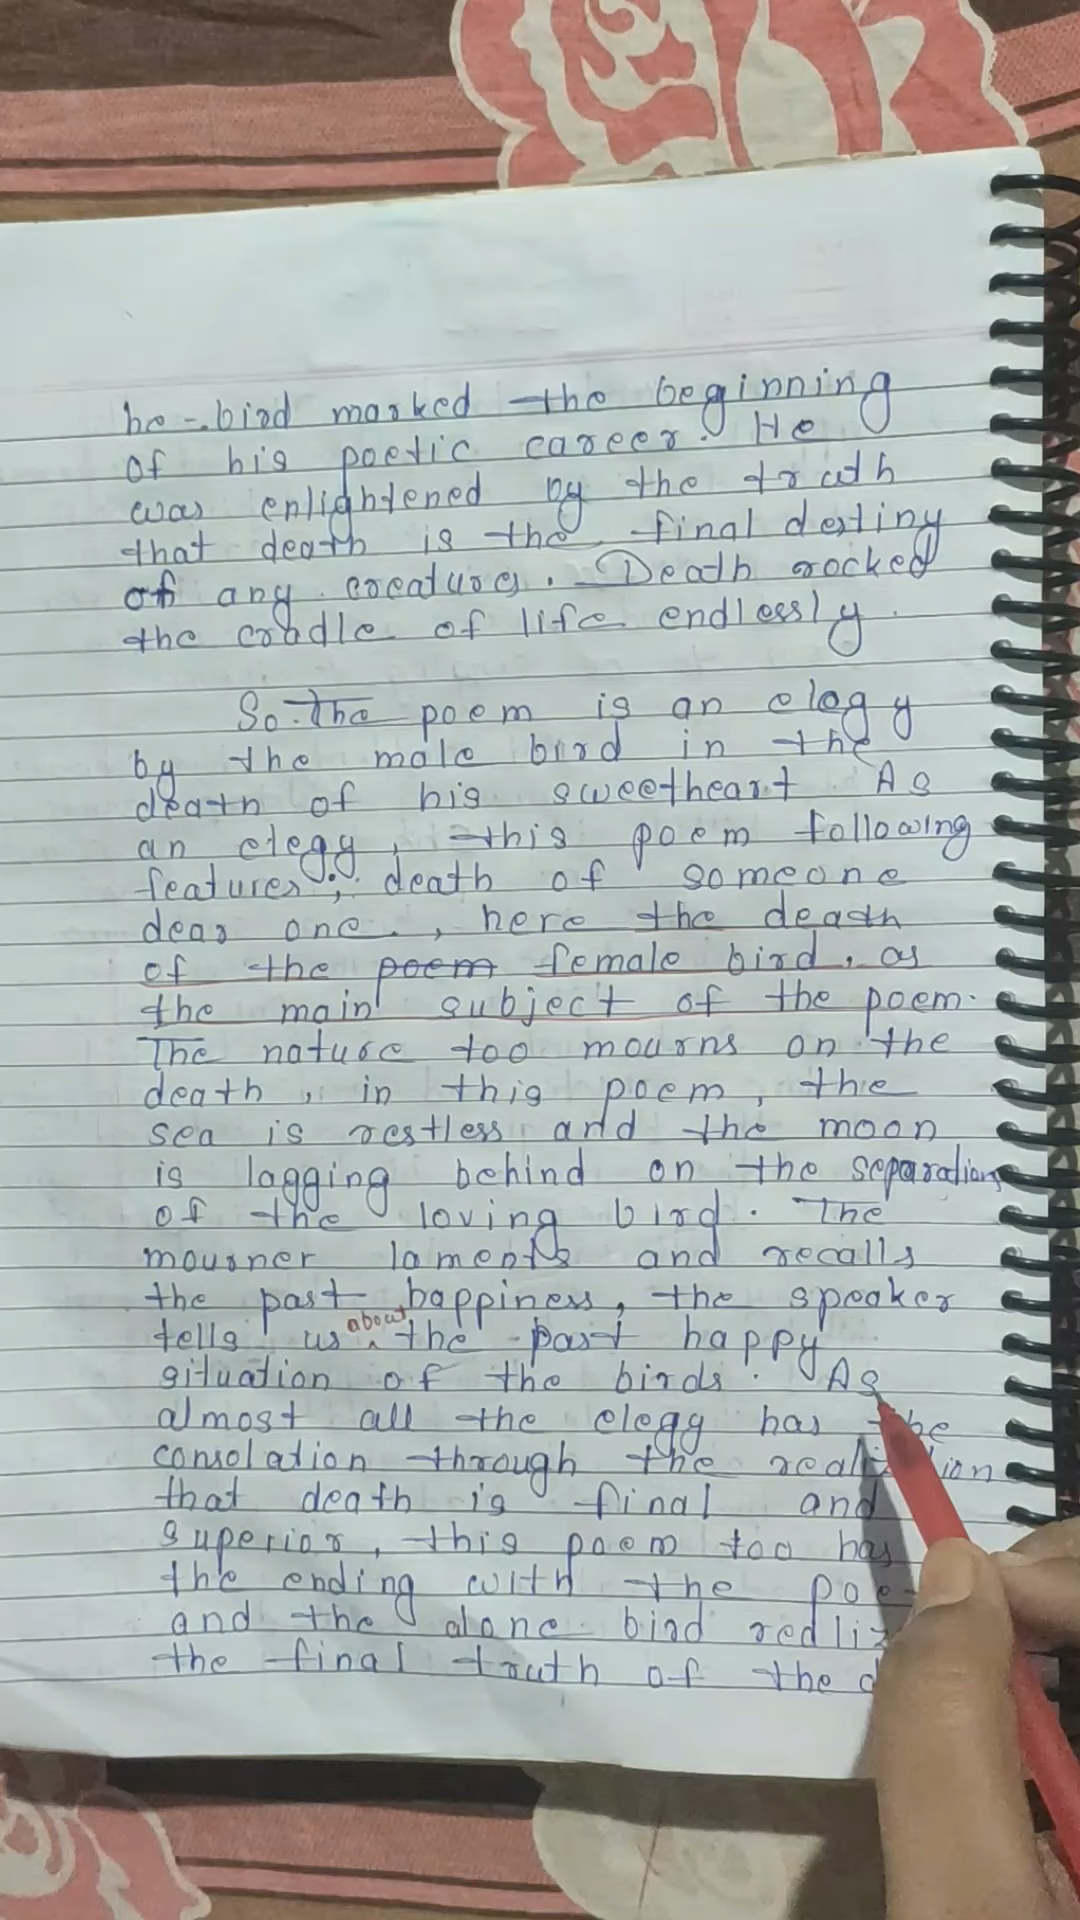 he-bird marked the beginning
of his poetic career. He
was enlightened by the truth
that death is the final destiny
of any creatures. Death rocked
the cradle of life endlessly.
So the poem is an elogy
by the male bird in the
death of his sweetheart. As
an elegy, this poem following
features; death of someone
dear one., here the death
of the poem female bird, as
the main subject of the poem.
The nature too mourns on the
death, in this poem, the
sea is restless and the moon
is lagging behind on the separation
of the loving bird. The
mourner laments and recalls
the past happiness, the speaker
tells us about the past happy
situation of the birds. As
almost all the elegy has the
consolation through the
that death is final and
superior, this poem too has
the ending with the
and the alone bird
the final truth of the